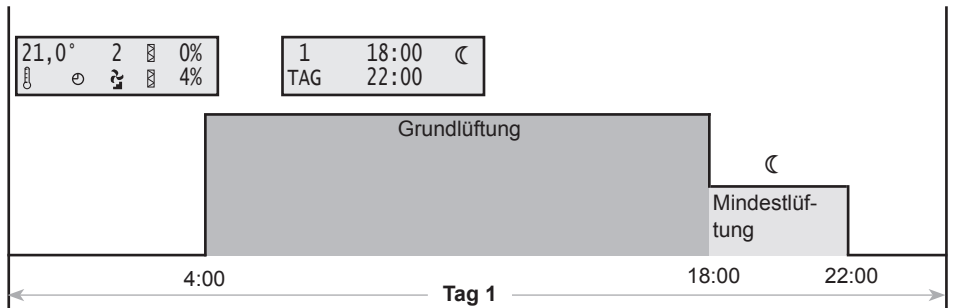 21,0° 2 0%
4%
1 18:00 ☾
TAG 22:00
Grundlüftung
☾
Mindestlüf-
tung
4:00 18:00 22:00
Tag 1